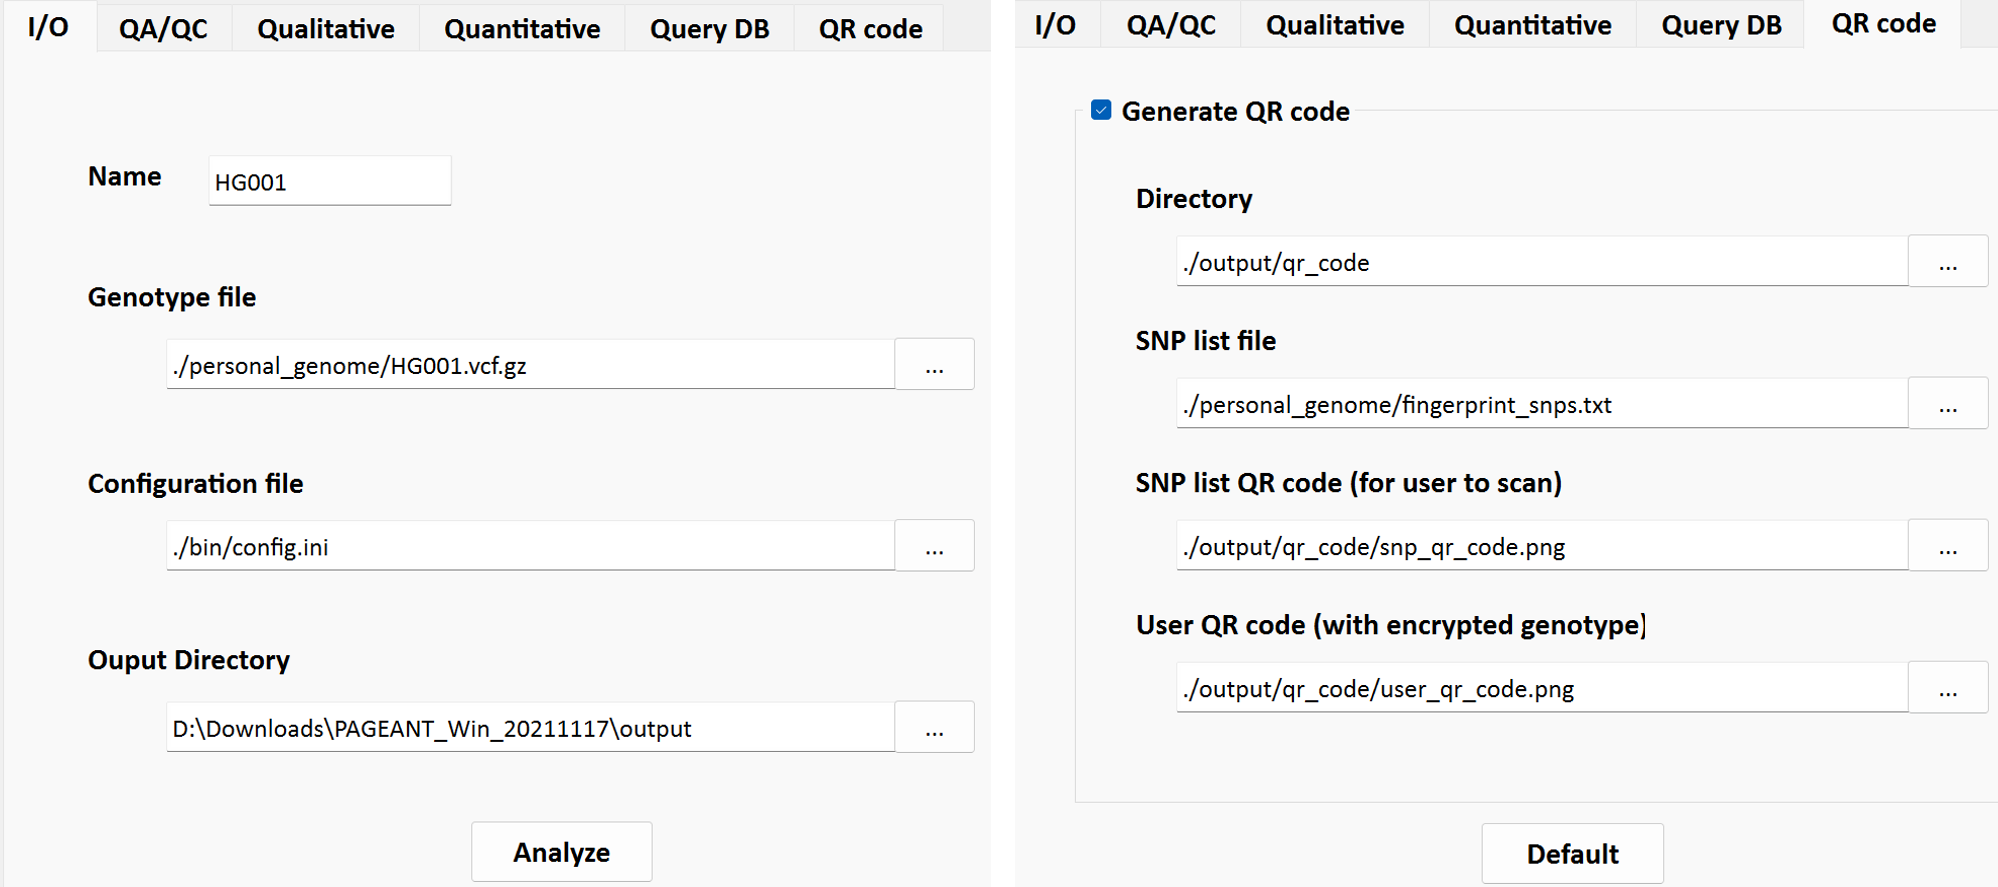 I/O QA/QC Qualitative Quantitative Query DB QR code
Name HG001
Genotype file
./personal_genome/HG001.vcf.gz ...
Configuration file
./bin/config.ini ...
Ouput Directory
D:\Downloads\PAGEANT_Win_20211117\output ...
Analyze
I/O QA/QC Qualitative Quantitative Query DB QR code
Generate QR code
Directory
./output/qr_code ...
SNP list file
./personal_genome/fingerprint_snps.txt ...
SNP list QR code (for user to scan)
./output/qr_code/snp_qr_code.png ...
User QR code (with encrypted genotype)
./output/qr_code/user_qr_code.png ...
Default